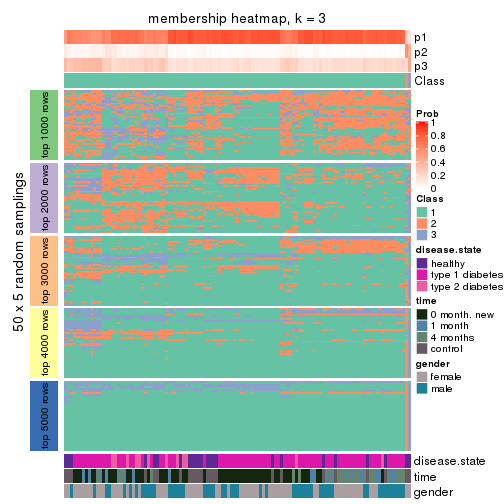 membership heatmap, k = 3
p1
p2
p3
Class
50 x 5 random samplings
top 1000 rows
top 2000 rows
top 3000 rows
top 4000 rows
top 5000 rows
disease.state
time
gender
Prob
1
0.8
0.6
0.4
0.2
0
Class
1
2
3
disease.state
healthy
type 1 diabetes
type 2 diabetes
time
0 month. new
1 month
4 months
control
gender
female
male